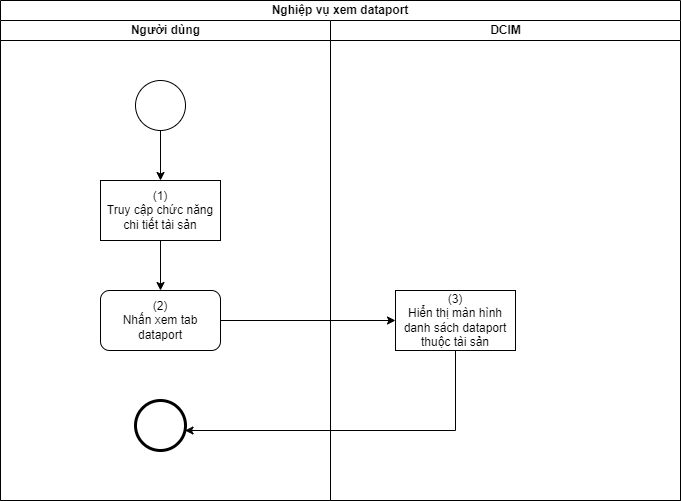 Nghiệp vụ xem dataport
Người dùng
DCIM
(1)
Truy cập chức năng
chi tiết tài sản
(2)
Nhấn xem tab
dataport
(3)
Hiển thị màn hình
danh sách dataport
thuộc tài sản